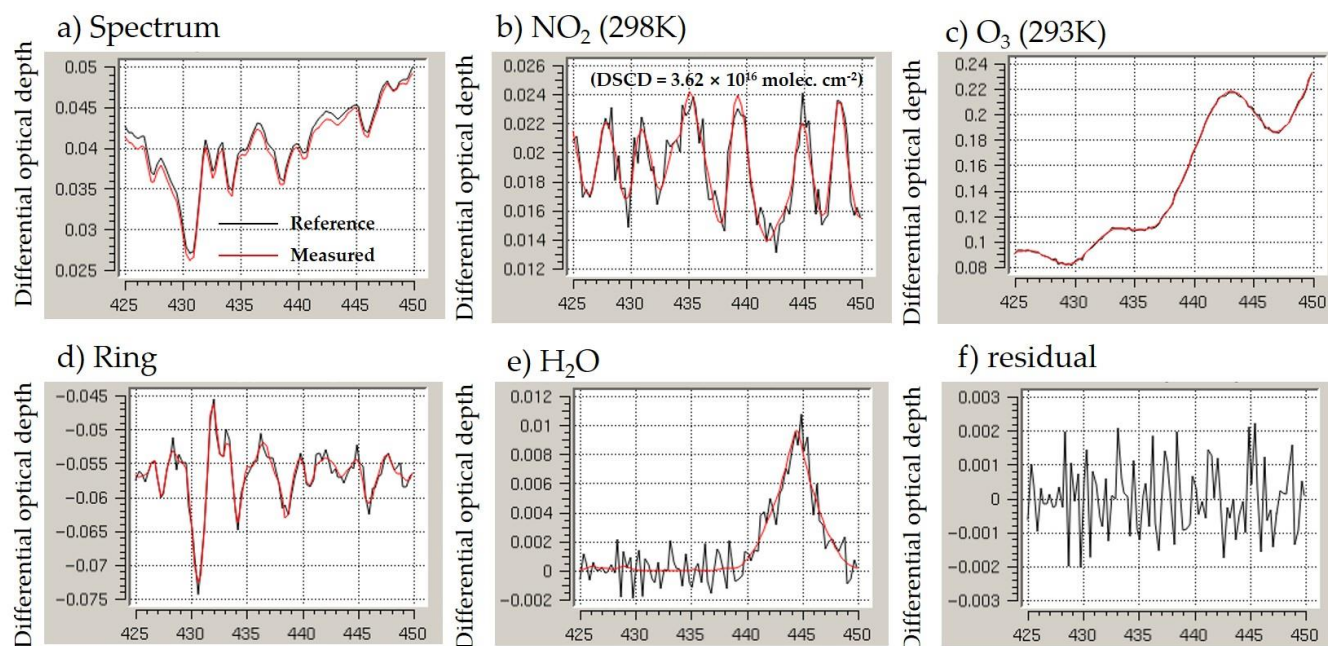 a) Spectrum
Differential optical depth
0.05
0.045
0.04
0.035
0.03
0.025
Reference
Measured
425 430 435 440 445 450
b) NO₂ (298K)
Differential optical depth
(DSCD = 3.62 × 10¹⁶ molec. cm⁻²)
0.026
0.024
0.022
0.02
0.018
0.016
0.014
0.012
425 430 435 440 445 450
c) O₃ (293K)
Differential optical depth
0.24
0.22
0.2
0.18
0.16
0.14
0.12
0.1
0.08
425 430 435 440 445 450
d) Ring
Differential optical depth
−0.045
−0.05
−0.055
−0.06
−0.065
−0.07
−0.075
425 430 435 440 445 450
e) H₂O
Differential optical depth
0.012
0.01
0.008
0.006
0.004
0.002
0
−0.002
425 430 435 440 445 450
f) residual
Differential optical depth
0.003
0.002
0.001
0
−0.001
−0.002
−0.003
425 430 435 440 445 450